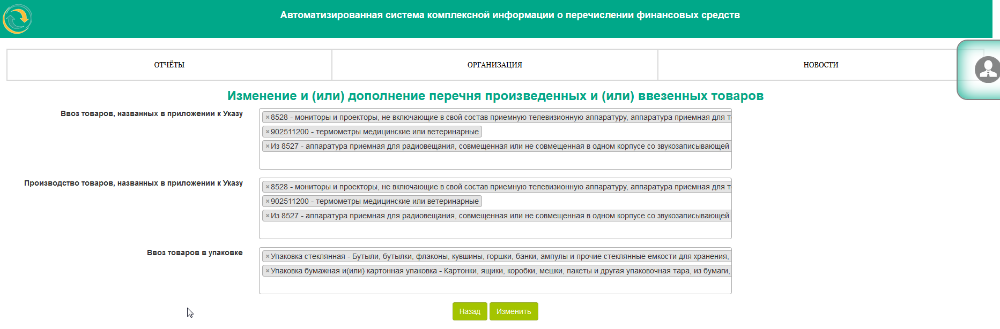 Автоматизированная система комплексной информации о перечислении финансовых средств
ОТЧЁТЫ
ОРГАНИЗАЦИЯ
НОВОСТИ
Изменение и (или) дополнение перечня произведенных и (или) ввезенных товаров
Ввоз товаров, названных в приложении к Указу
×8528 - мониторы и проекторы, не включающие в свой состав приемную телевизионную аппаратуру, аппаратура приемная для т
×902511200 - термометры медицинские или ветеринарные
×Из 8527 - аппаратура приемная для радиовещания, совмещенная или не совмещенная в одном корпусе со звукозаписывающей
Производство товаров, названных в приложении к Указу
×8528 - мониторы и проекторы, не включающие в свой состав приемную телевизионную аппаратуру, аппаратура приемная для т
×902511200 - термометры медицинские или ветеринарные
×Из 8527 - аппаратура приемная для радиовещания, совмещенная или не совмещенная в одном корпусе со звукозаписывающей
Ввоз товаров в упаковке
×Упаковка стеклянная - Бутыли, бутылки, флаконы, кувшины, горшки, банки, ампулы и прочие стеклянные емкости для хранения,
×Упаковка бумажная и(или) картонная упаковка - Картонки, ящики, коробки, мешки, пакеты и другая упаковочная тара, из бумаги,
Назад
Изменить